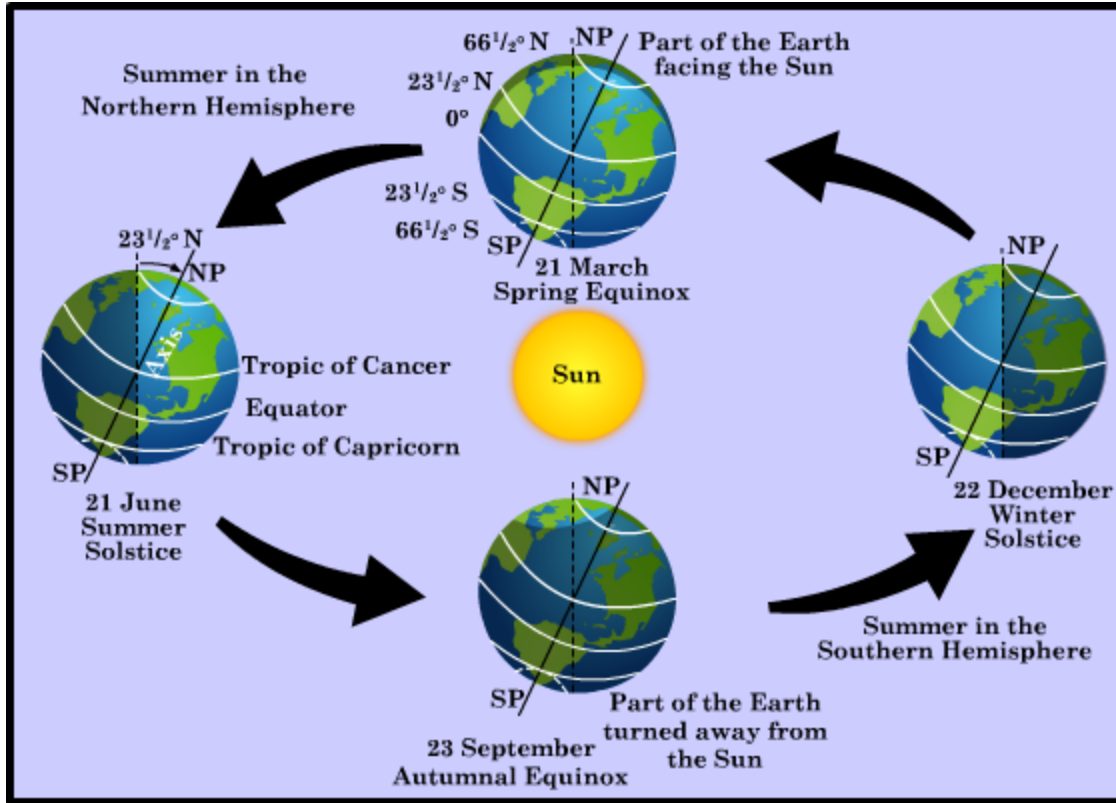 66¹/₂° N
NP
Part of the Earth
facing the Sun
Summer in the
Northern Hemisphere
23¹/₂° N
0°
23¹/₂° S
66¹/₂° S
SP
21 March
Spring Equinox
23¹/₂° N
NP
Axis
Tropic of Cancer
Equator
Tropic of Capricorn
SP
21 June
Summer
Solstice
Sun
NP
SP
22 December
Winter
Solstice
NP
SP
23 September
Autumnal Equinox
Part of the Earth
turned away from
the Sun
Summer in the
Southern Hemisphere